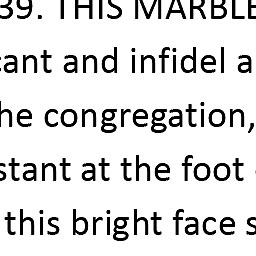 39. THIS MARBLE
cant and infidel a
he congregation,
stant at the foot
this bright face s